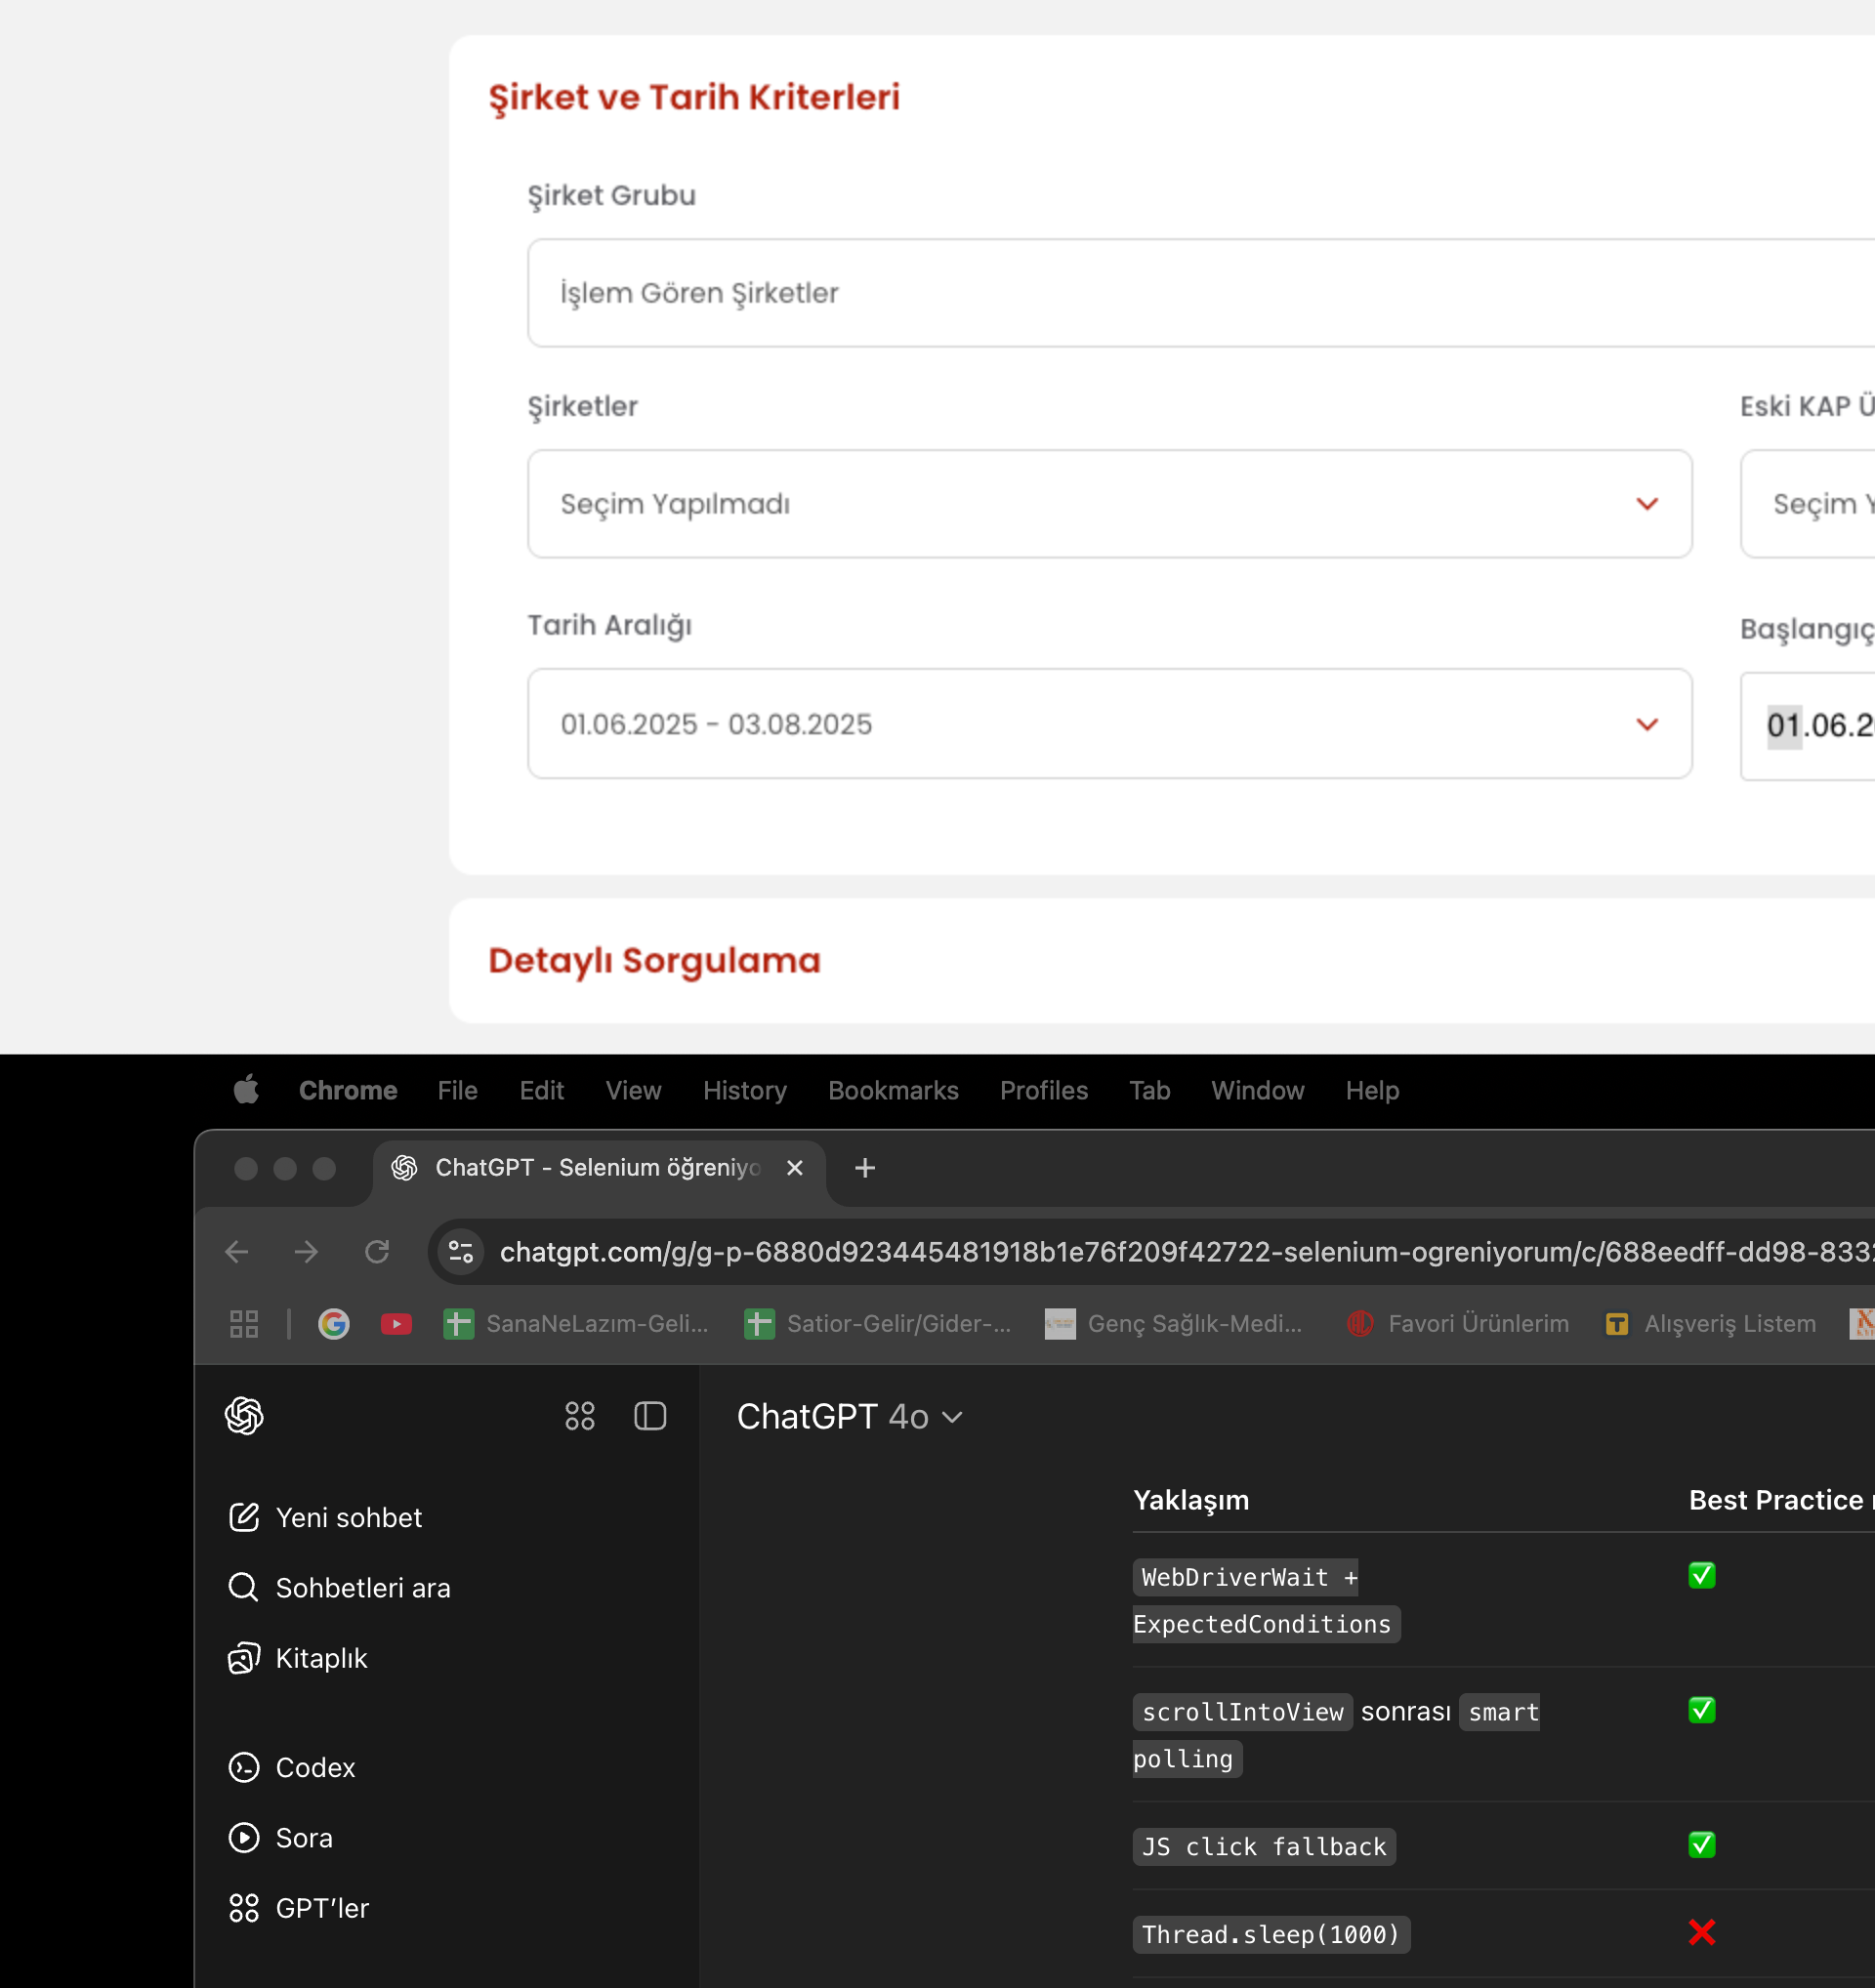 Şirket ve Tarih Kriterleri
Şirket Grubu
İşlem Gören Şirketler
Şirketler
Eski KAP Ü
Seçim Yapılmadı
Seçim Y
Tarih Aralığı
Başlangıç
01.06.2025 - 03.08.2025
01.06.2
Detaylı Sorgulama
Chrome File Edit View History Bookmarks Profiles Tab Window Help
ChatGPT - Selenium öğreniyo
chatgpt.com/g/g-p-6880d923445481918b1e76f209f42722-selenium-ogreniyorum/c/688eedff-dd98-833
SanaNeLazım-Geli... Satior-Gelir/Gider-... Genç Sağlık-Medi... Favori Ürünlerim Alışveriş Listem
ChatGPT 4o
Yeni sohbet
Sohbetleri ara
Kitaplık
Codex
Sora
GPT'ler
Yaklaşım Best Practice
WebDriverWait +
ExpectedConditions
scrollIntoView sonrası smart
polling
JS click fallback
Thread.sleep(1000)